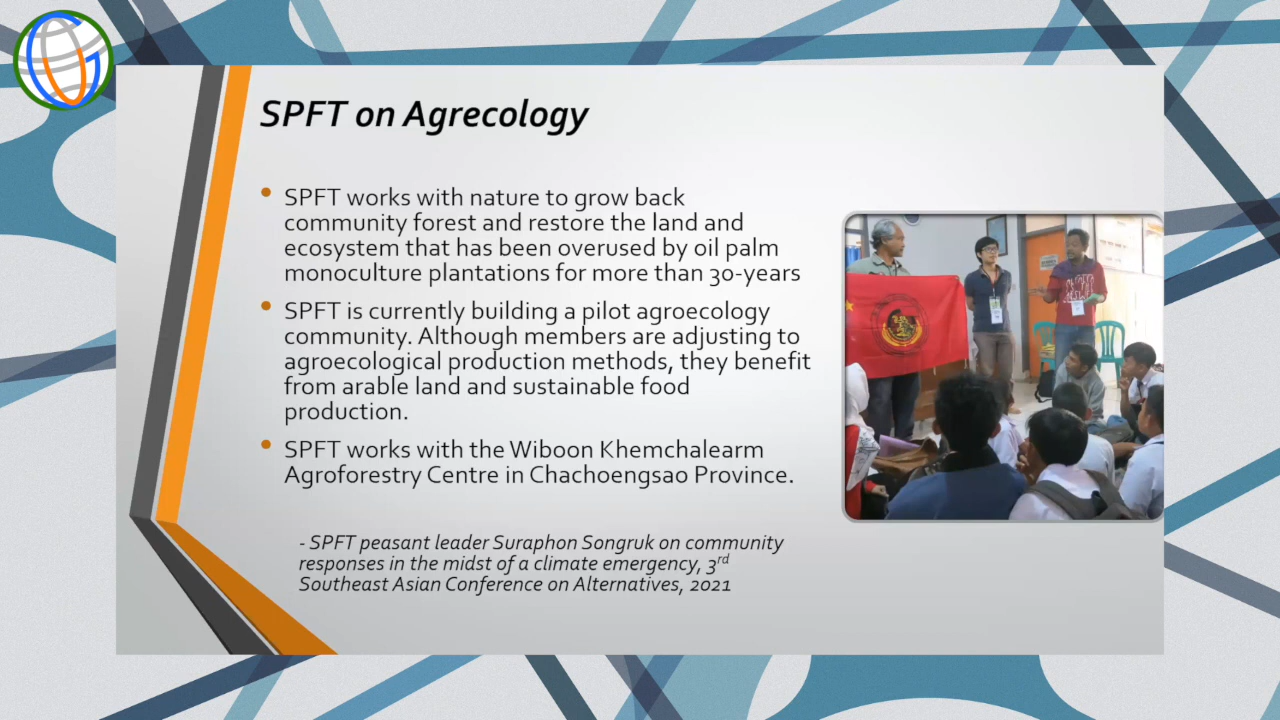 SPFT on Agrecology
• SPFT works with nature to grow back
community forest and restore the land and
ecosystem that has been overused by oil palm
monoculture plantations for more than 30-years
• SPFT is currently building a pilot agroecology
community. Although members are adjusting to
agroecological production methods, they benefit
from arable land and sustainable food
production.
• SPFT works with the Wiboon Khemchalearm
Agroforestry Centre in Chachoengsao Province.
- SPFT peasant leader Suraphon Songruk on community
responses in the midst of a climate emergency, 3rd
Southeast Asian Conference on Alternatives, 2021